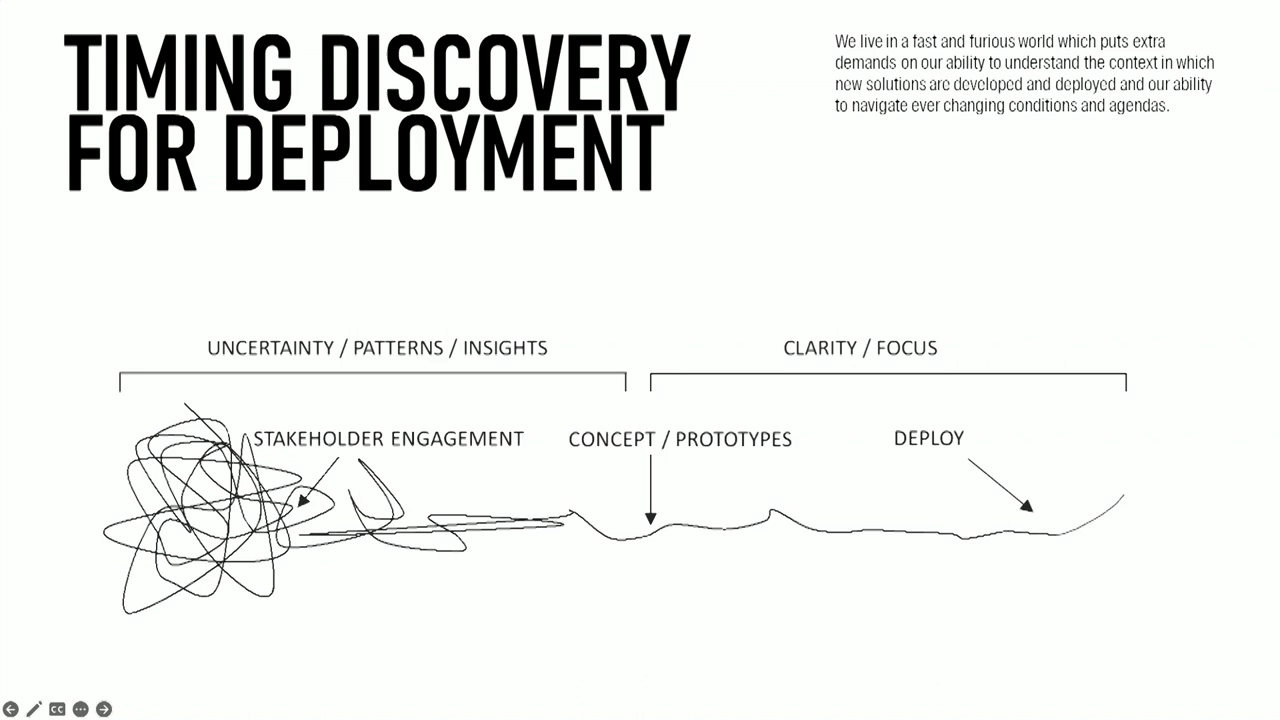 TIMING DISCOVERY
FOR DEPLOYMENT
We live in a fast and furious world which puts extra
demands on our ability to understand the context in which
new solutions are developed and deployed and our ability
to navigate ever changing conditions and agendas.
UNCERTAINTY / PATTERNS / INSIGHTS
CLARITY / FOCUS
STAKEHOLDER ENGAGEMENT
CONCEPT / PROTOTYPES
DEPLOY
CC